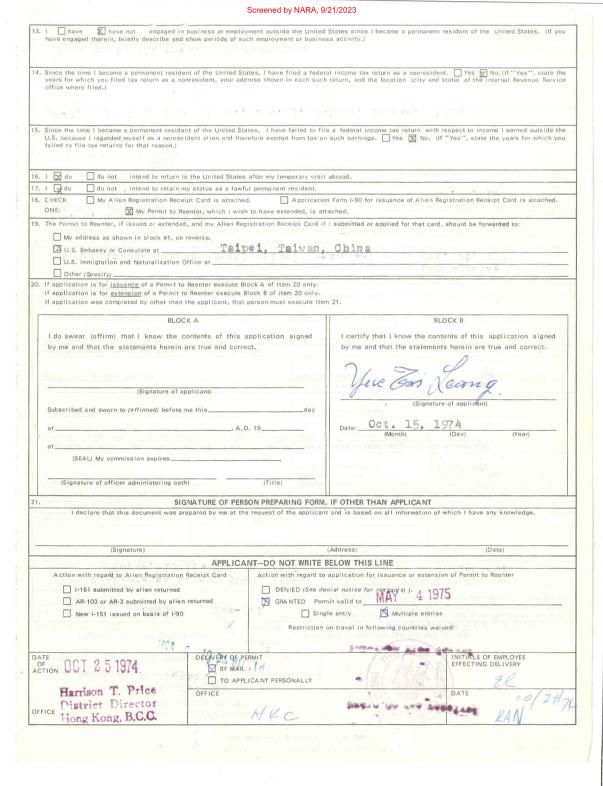 Screened by NARA, 9/21/2023
13. I ☐ have ☒ have not engaged in business or employment outside the United States since I became a permanent resident of the United States. (If you
have engaged therein, briefly describe and show periods of such employment or business activity.)
14. Since the time I became a permanent resident of the United States, I have filed a federal income tax return as a nonresident. ☐ Yes ☒ No. (If "Yes", state the
years for which you filed tax return as a nonresident, your address shown in each such return, and the location (city and state) of the Internal Revenue Service
office where filed.)
15. Since the time I became a permanent resident of the United States, I have failed to file a federal income tax return with respect to income I earned outside the
U.S. because I regarded myself as a nonresident alien and therefore exempt from tax on such earnings. ☐ Yes ☒ No. (If "Yes", state the years for which you
failed to file tax returns for that reason.)
16. I ☒ do ☐ do not intend to return to the United States after my temporary visit abroad.
17. I ☒ do ☐ do not , intend to retain my status as a lawful permanent resident.
18. CHECK ☐ My Alien Registration Receipt Card is attached. ☐ Application Form I-90 for issuance of Alien Registration Receipt Card is attached.
ONE: ☒ My Permit to Reenter, which I wish to have extended, is attached.
19. The Permit to Reenter, if issued or extended, and my Alien Registration Receipt Card if I submitted or applied for that card, should be forwarded to:
☐ My address as shown in block #1, on reverse.
☒ U.S. Embassy or Consulate at Taipei, Taiwan, China
☐ U.S. Immigration and Naturalization Office at
☐ Other (Specify)
20. If application is for issuance of a Permit to Reenter execute Block A of Item 20 only.
If application is for extension of a Permit to Reenter execute Block B of Item 20 only.
If application was completed by other than the applicant, that person must execute Item 21.
BLOCK A
I do swear (affirm) that I know the contents of this application signed
by me and that the statements herein are true and correct.
(Signature of applicant)
Subscribed and sworn to (affirmed) before me this day
of , A.D. 19
at
(SEAL) My commission expires
(Signature of officer administering oath) (Title)
BLOCK B
I certify that I know the contents of this application signed
by me and that the statements herein are true and correct.
(Signature of applicant)
Date: Oct. 15, 1974
(Month) (Day) (Year)
21. SIGNATURE OF PERSON PREPARING FORM, IF OTHER THAN APPLICANT
I declare that this document was prepared by me at the request of the applicant and is based on all information of which I have any knowledge.
(Signature) (Address) (Date)
APPLICANT—DO NOT WRITE BELOW THIS LINE
Action with regard to Alien Registration Receipt Card
☐ I-151 submitted by alien returned
☐ AR-103 or AR-3 submitted by alien returned
☐ New I-151 issued on basis of I-90
Action with regard to application for issuance or extension of Permit to Reenter
☐ DENIED (See denial notice for reasons).
☒ GRANTED Permit valid to MAY 4 1975
☐ Single entry ☒ Multiple entries
Restriction on travel in following countries waived:
DATE OF ACTION OCT 25 1974
Harrison T. Price
District Director
OFFICE Hong Kong, B.C.C.
DELIVERY OF PERMIT
☒ BY MAIL
☐ TO APPLICANT PERSONALLY
OFFICE
HKC
INITIALS OF EMPLOYEE
EFFECTING DELIVERY
DATE